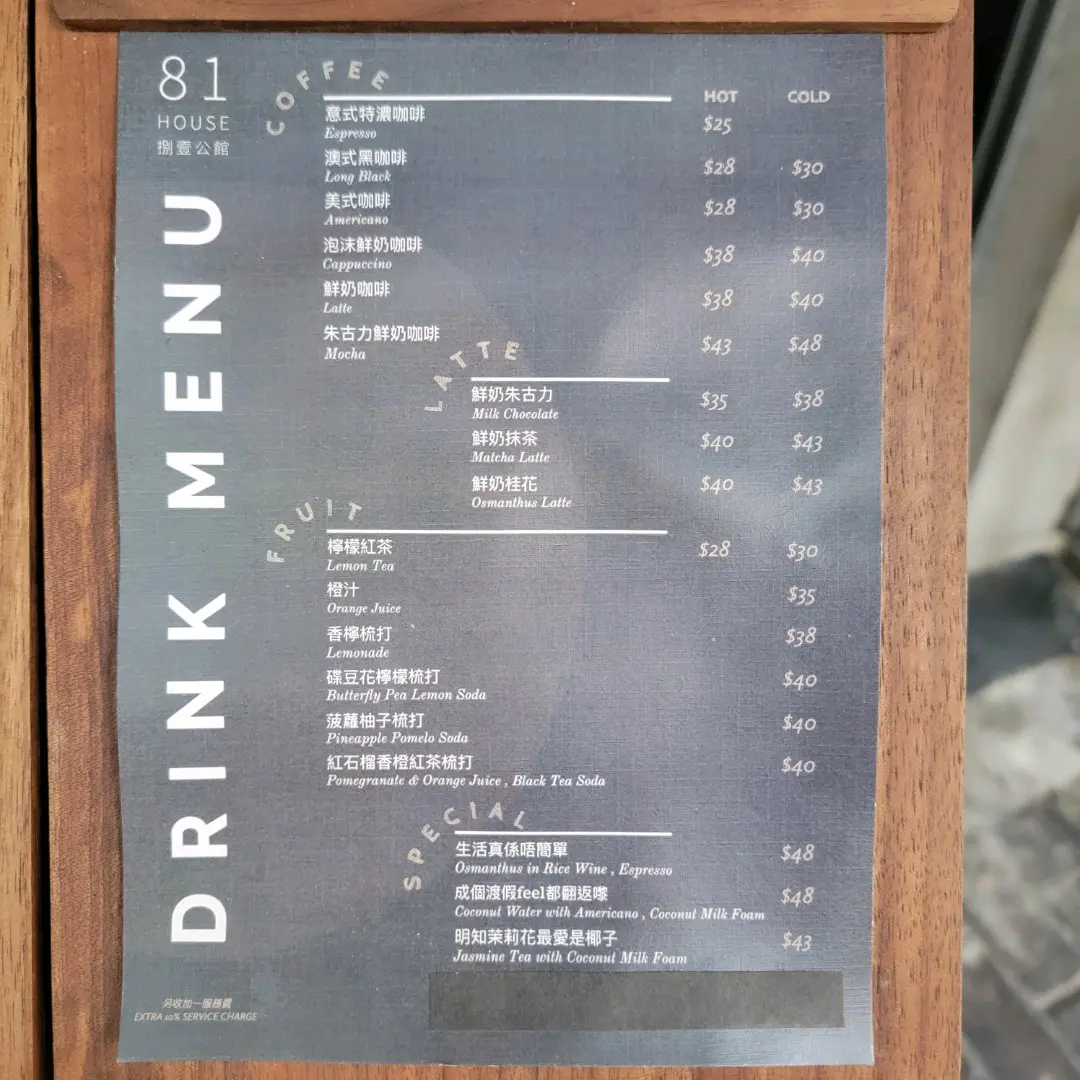 81
HOUSE
捌壹公館
DRINK MENU
COFFEE
HOT COLD
意式特濃咖啡
Espresso
$25
澳式黑咖啡
Long Black
$28 $30
美式咖啡
Americano
$28 $30
泡沫鮮奶咖啡
Cappuccino
$38 $40
鮮奶咖啡
Latte
$38 $40
朱古力鮮奶咖啡
Mocha
$43 $48
LATTE
鮮奶朱古力
Milk Chocolate
$35 $38
鮮奶抹茶
Matcha Latte
$40 $43
鮮奶桂花
Osmanthus Latte
$40 $43
FRUIT
檸檬紅茶
Lemon Tea
$28 $30
橙汁
Orange Juice
$35
香檸梳打
Lemonade
$38
碟豆花檸檬梳打
Butterfly Pea Lemon Soda
$40
菠蘿柚子梳打
Pineapple Pomelo Soda
$40
紅石榴香橙紅茶梳打
Pomegranate & Orange Juice , Black Tea Soda
$40
SPECIAL
生活真係唔簡單
Osmanthus in Rice Wine , Espresso
$48
成個渡假feel都翻返嚟
Coconut Water with Americano , Coconut Milk Foam
$48
明知茉莉花最愛是椰子
Jasmine Tea with Coconut Milk Foam
$43
另收加一服務費
EXTRA 10% SERVICE CHARGE